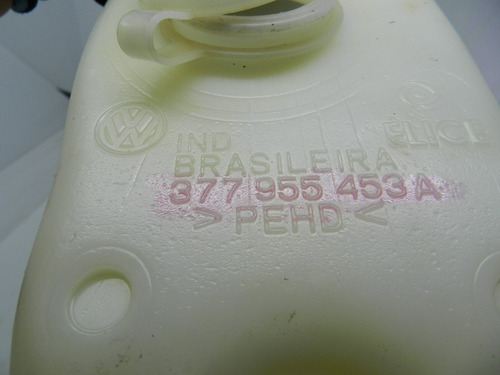 IND
BRASILEIRA
377 955 453 A
> PEHD <